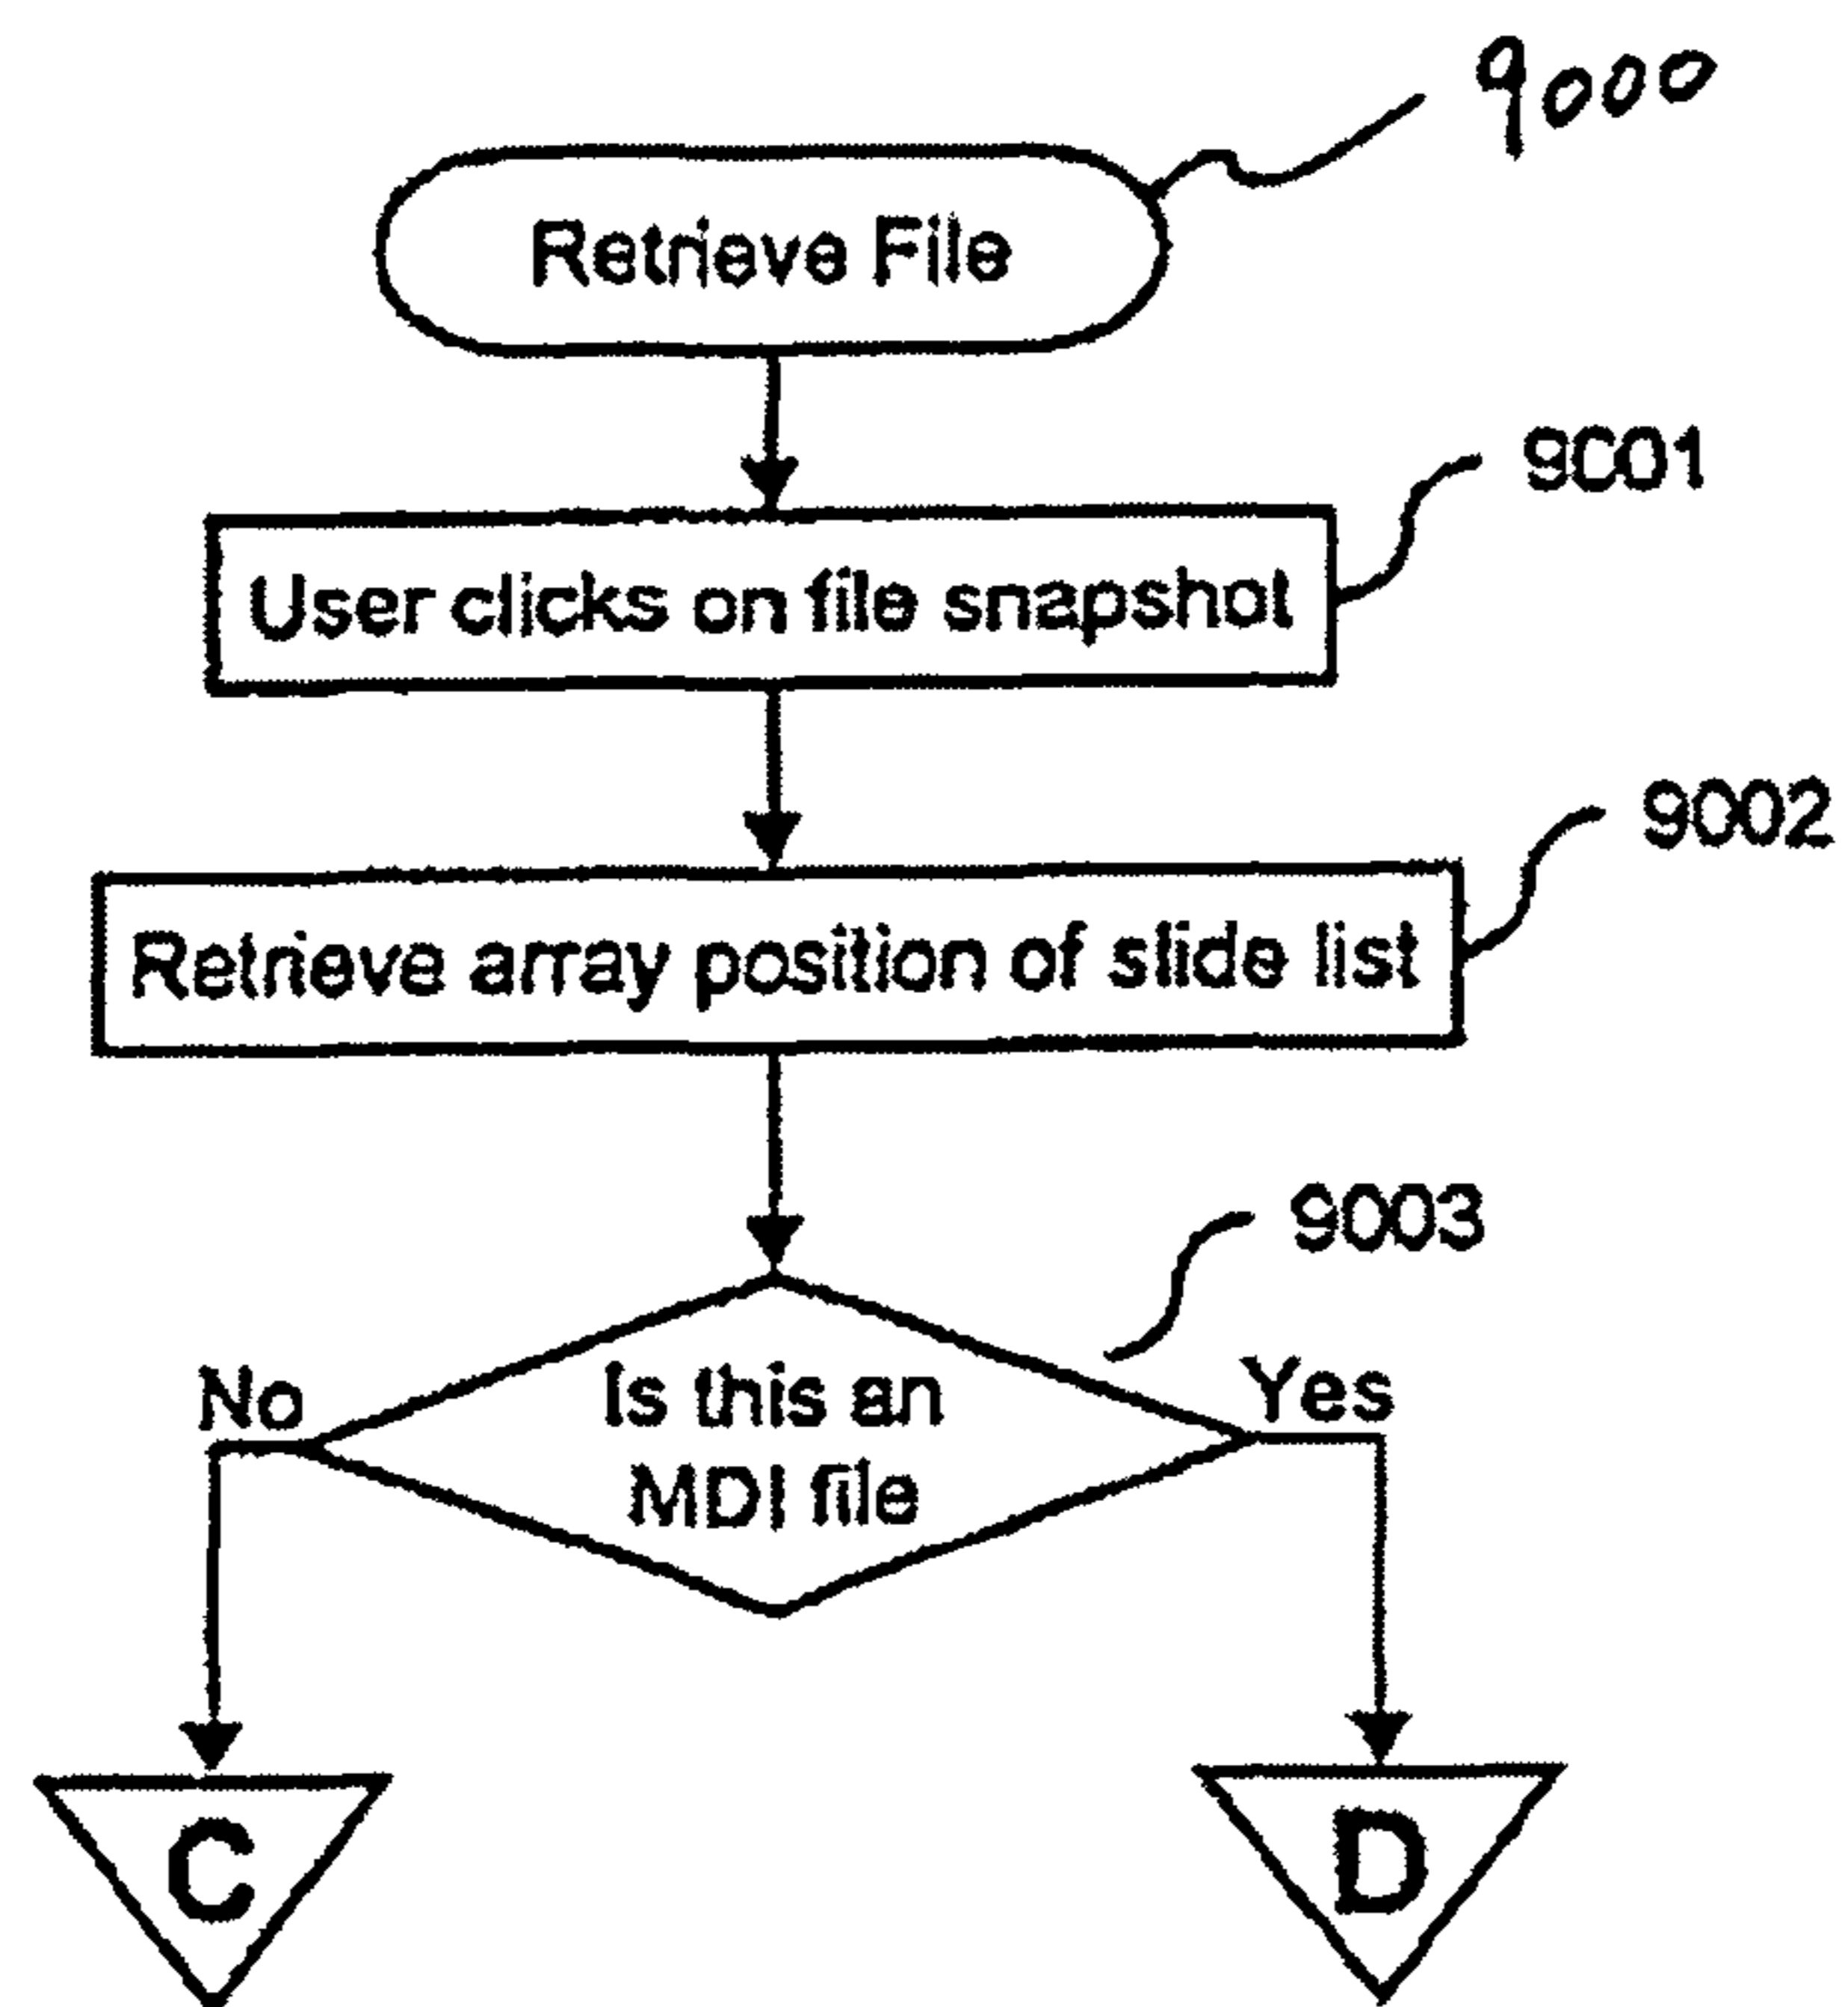 9000
Retrieve File
9001
User clicks on file snapshot
9002
Retrieve array position of slide list
9003
No
Is this an
MDI file
Yes
C
D